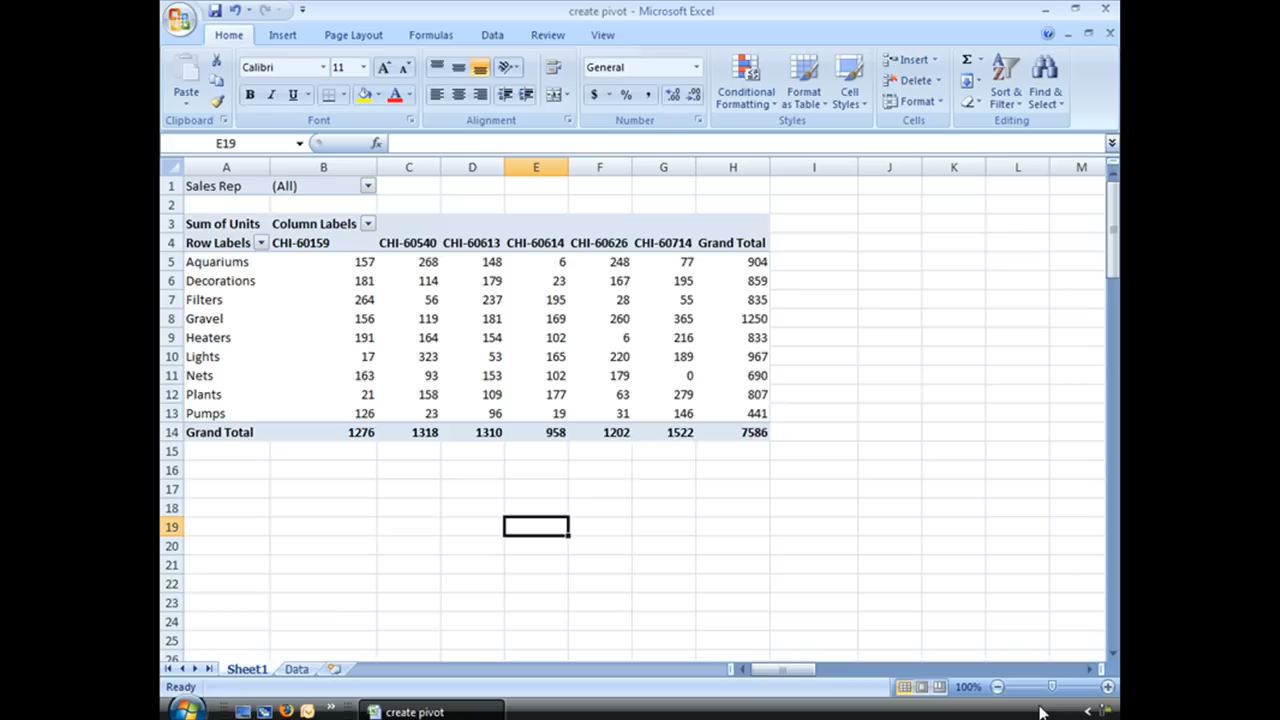 create pivot - Microsoft Excel
Home Insert Page Layout Formulas Data Review View
Calibri 11 General Insert
Paste B I U $ % , Conditional Formatting Format as Table Cell Styles Delete Format Sort & Filter Find & Select
Clipboard Font Alignment Number Styles Cells Editing
E19 fx
A B C D E F G H I J K L M
1 Sales Rep (All)
2
3 Sum of Units Column Labels
4 Row Labels CHI-60159 CHI-60540 CHI-60613 CHI-60614 CHI-60626 CHI-60714 Grand Total
5 Aquariums 157 268 148 6 248 77 904
6 Decorations 181 114 179 23 167 195 859
7 Filters 264 56 237 195 28 55 835
8 Gravel 156 119 181 169 260 365 1250
9 Heaters 191 164 154 102 6 216 833
10 Lights 17 323 53 165 220 189 967
11 Nets 163 93 153 102 179 0 690
12 Plants 21 158 109 177 63 279 807
13 Pumps 126 23 96 19 31 146 441
14 Grand Total 1276 1318 1310 958 1202 1522 7586
15
16
17
18
19
20
21
22
23
24
25
26
Sheet1 Data
Ready 100%
create pivot